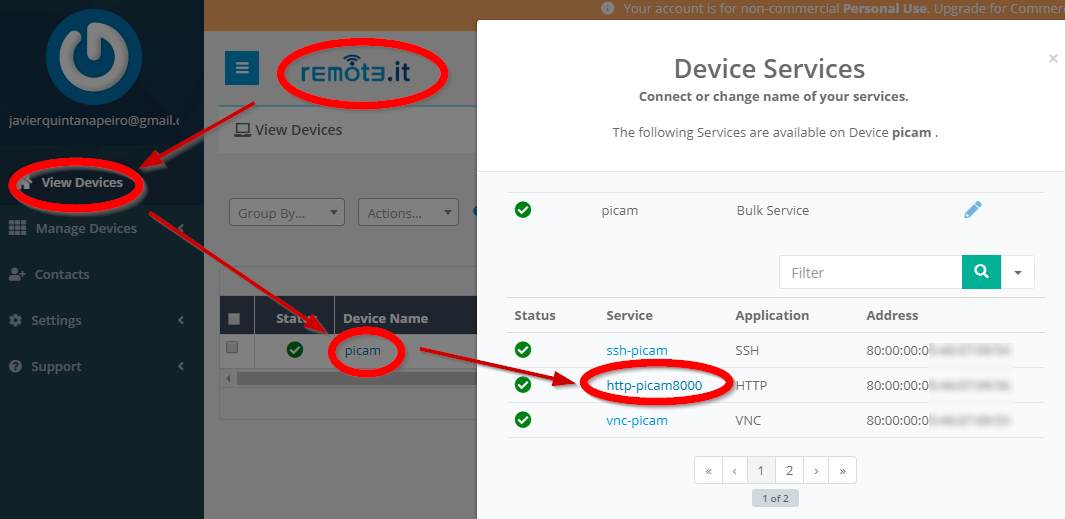 Your account is for non-commercial Personal Use. Upgrade for Commer
remot3.it
javierquintanapeiro@gmail.c
View Devices
View Devices
Manage Devices
Contacts
Settings
Support
Group By...
Actions...
Status
Device Name
picam
×
Device Services
Connect or change name of your services.
The following Services are available on Device picam .
picam Bulk Service
Filter
Status Service Application Address
ssh-picam SSH 80:00:00:0
http-picam8000 HTTP 80:00:00:0
vnc-picam VNC 80:00:00:0
« ‹ 1 2 › »
1 of 2